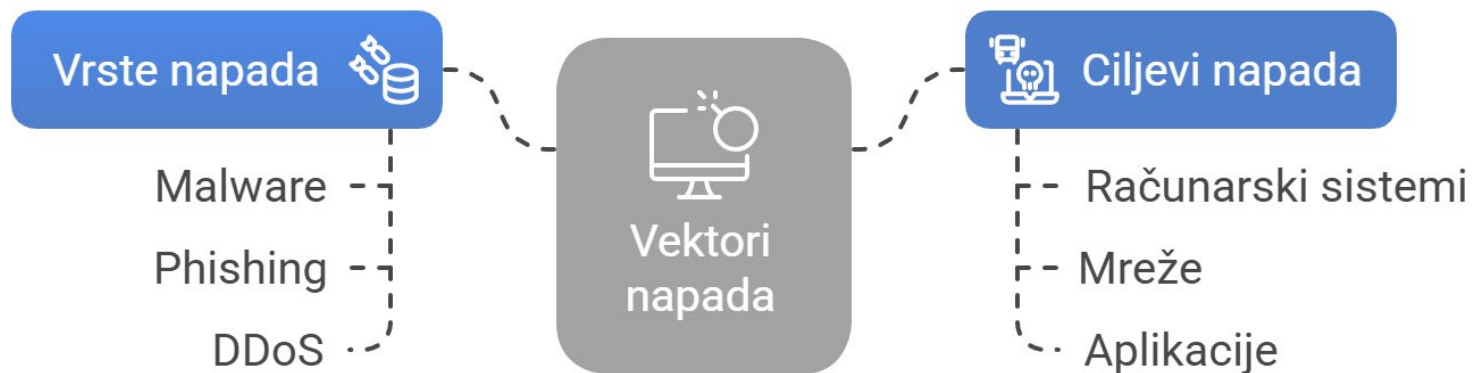 Vrste napada
Malware
Phishing
DDoS
Vektori
napada
Ciljevi napada
Računarski sistemi
Mreže
Aplikacije